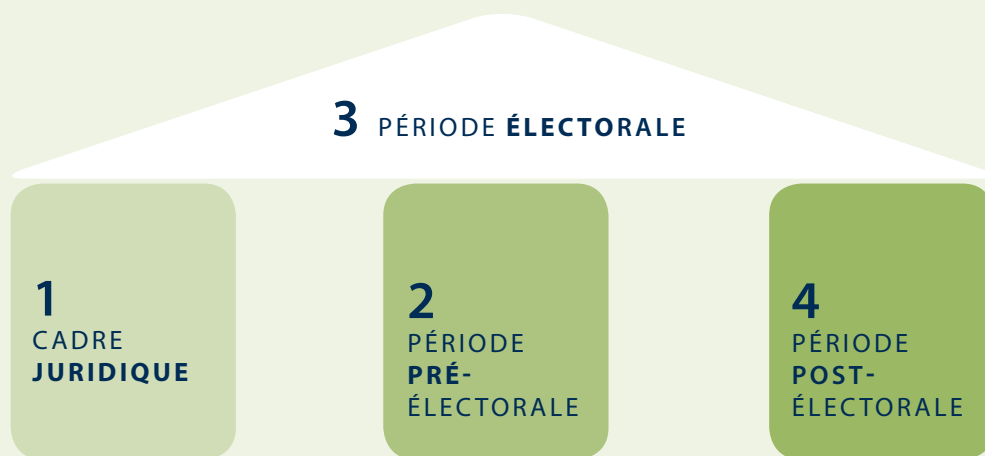 3 PÉRIODE ÉLECTORALE
1
CADRE
JURIDIQUE
2
PÉRIODE
PRÉ-
ÉLECTORALE
4
PÉRIODE
POST-
ÉLECTORALE